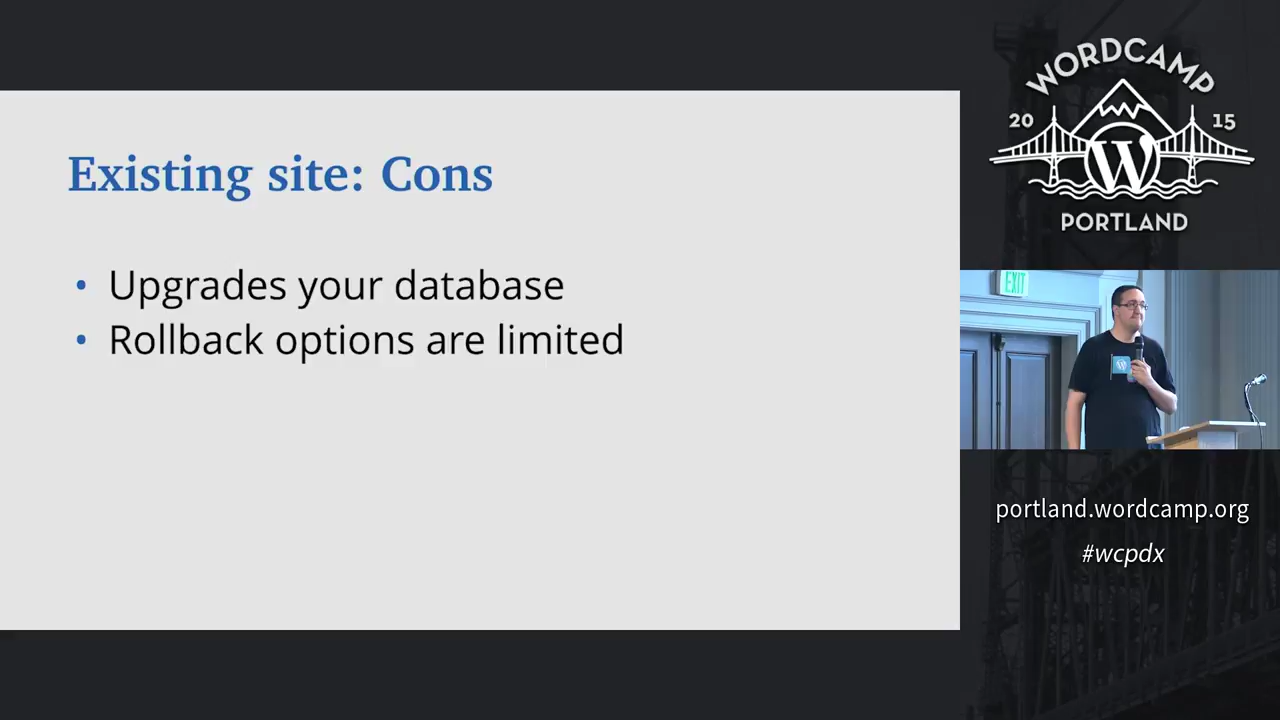 Existing site: Cons
• Upgrades your database
• Rollback options are limited
WORDCAMP
20 15
W
PORTLAND
EXIT
portland.wordcamp.org
#wcpdx